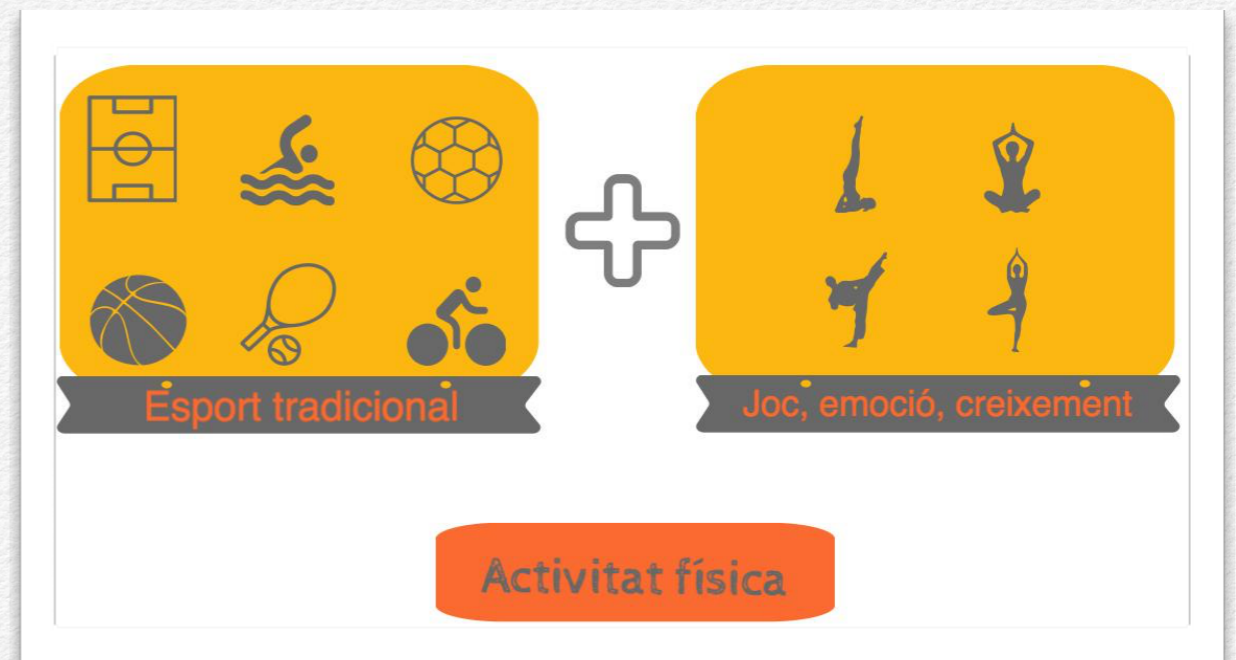 Esport tradicional
Joc, emoció, creixement
Activitat física